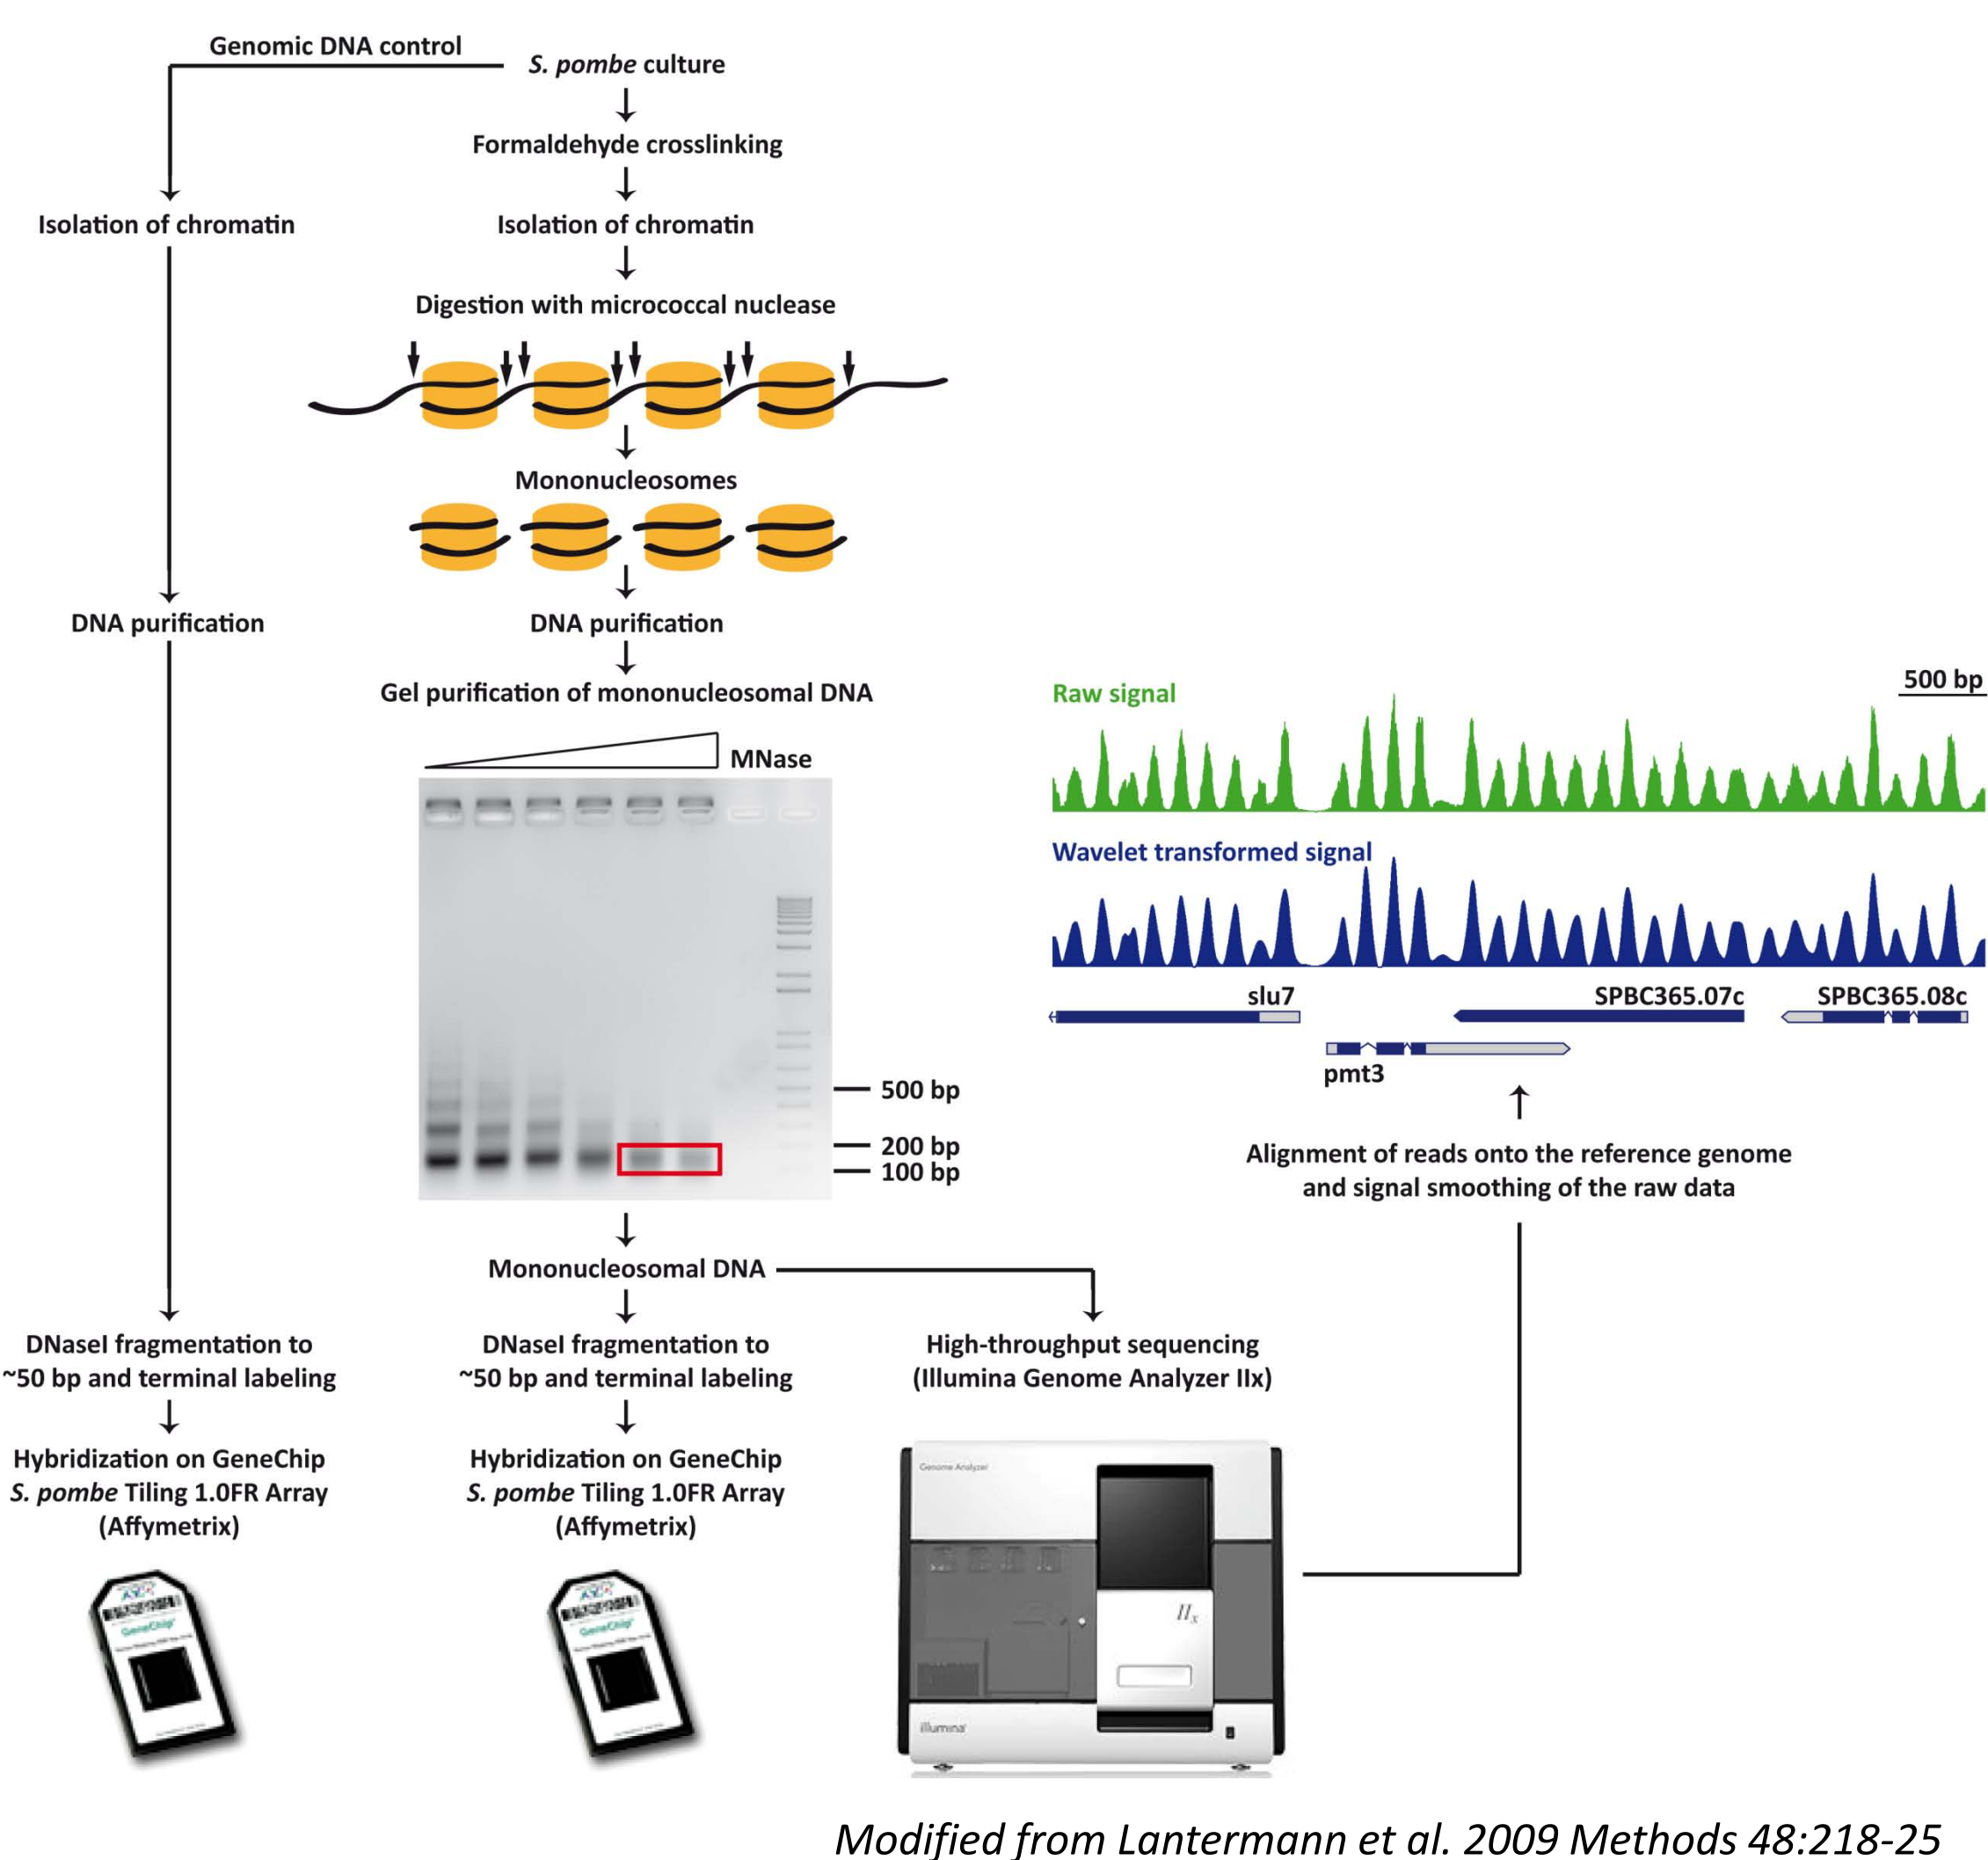 Genomic DNA control
S. pombe culture
Formaldehyde crosslinking
Isolation of chromatin
Isolation of chromatin
Digestion with micrococcal nuclease
Mononucleosomes
DNA purification
DNA purification
Gel purification of mononucleosomal DNA
MNase
500 bp
200 bp
100 bp
Raw signal
500 bp
Wavelet transformed signal
slu7
SPBC365.07c
SPBC365.08c
pmt3
Alignment of reads onto the reference genome
and signal smoothing of the raw data
Mononucleosomal DNA
DNaseI fragmentation to
~50 bp and terminal labeling
DNaseI fragmentation to
~50 bp and terminal labeling
High-throughput sequencing
(Illumina Genome Analyzer IIx)
Hybridization on GeneChip
S. pombe Tiling 1.0FR Array
(Affymetrix)
Hybridization on GeneChip
S. pombe Tiling 1.0FR Array
(Affymetrix)
GeneChip
GeneChip
Genome Analyzer
IIx
illumina
Modified from Lantermann et al. 2009 Methods 48:218-25